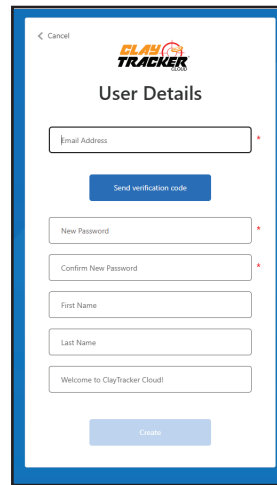 Cancel
CLAY
TRACKER
CLOUD
User Details
Email Address
*
Send verification code
New Password
*
Confirm New Password
*
First Name
Last Name
Welcome to ClayTracker Cloud!
Create